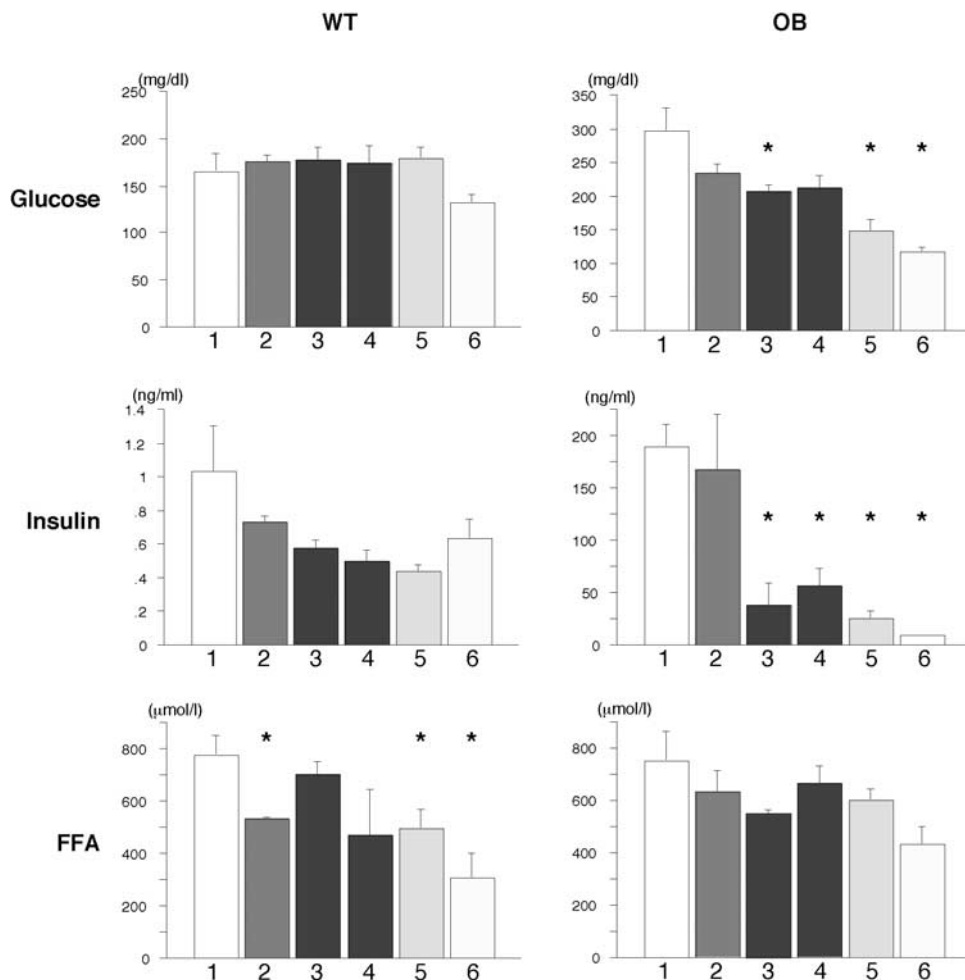 WT
OB
Glucose
(mg/dl)
250
200
150
100
50
0
1 2 3 4 5 6
(mg/dl)
350
300
250
200
150
100
50
0
* * *
1 2 3 4 5 6
Insulin
(ng/ml)
1.4
1.2
1
.8
.6
.4
.2
0
1 2 3 4 5 6
(ng/ml)
200
150
100
50
0
* * * *
1 2 3 4 5 6
FFA
(μmol/l)
800
600
400
200
0
* * *
1 2 3 4 5 6
(μmol/l)
800
600
400
200
0
1 2 3 4 5 6